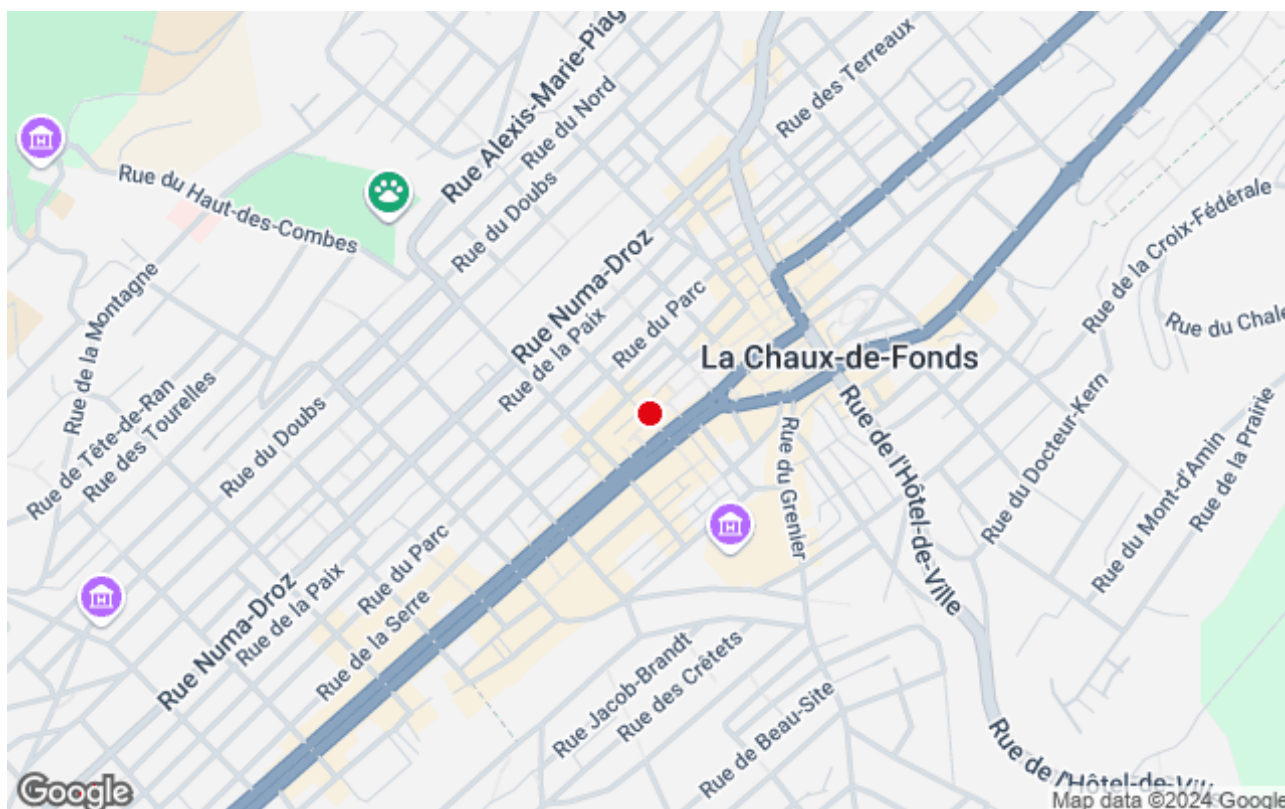 Rue Alexis-Marie-Piag
Rue du Nord
Rue des Terreaux
Rue du Haut-des-Combes
Rue du Doubs
Rue de la Croix-Fédérale
Rue Numa-Droz
Rue de la Montagne
Rue du Parc
Rue de la Paix
Rue du Chale
La Chaux-de-Fonds
Rue de Tête-de-Ran
Rue des Tourelles
Rue du Doubs
Rue de l'Hôtel-de-Ville
Rue du Docteur-Kern
Rue du Grenier
Rue du Mont-d'Amin
Rue de la Prairie
Rue du Parc
Rue de la Paix
Rue Numa-Droz
Rue de la Serre
Rue Jacob-Brandt
Rue des Crêtets
Rue de Beau-Site
Rue de l'Hôtel-de-Vill
Google
Map data ©2024 Google